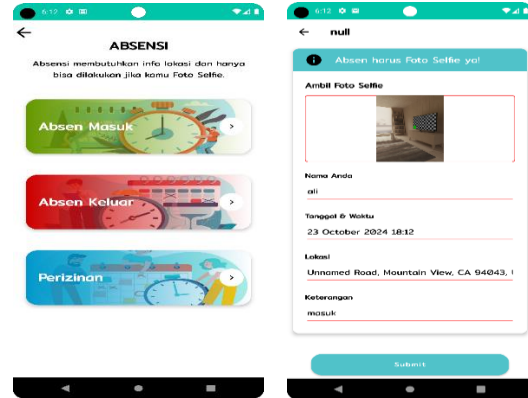 6:12
ABSENSI
Absensi membutuhkan info lokasi dan hanya
bisa dilakukan jika kamu Foto Selfie.
Absen Masuk
Absen Keluar
Perizinan
6:12
null
Absen harus Foto Selfie ya!
Ambil Foto Selfie
Nama Anda
ali
Tanggal & Waktu
23 October 2024 18:12
Lokasi
Unnamed Road, Mountain View, CA 94043,
Keterangan
masuk
Submit